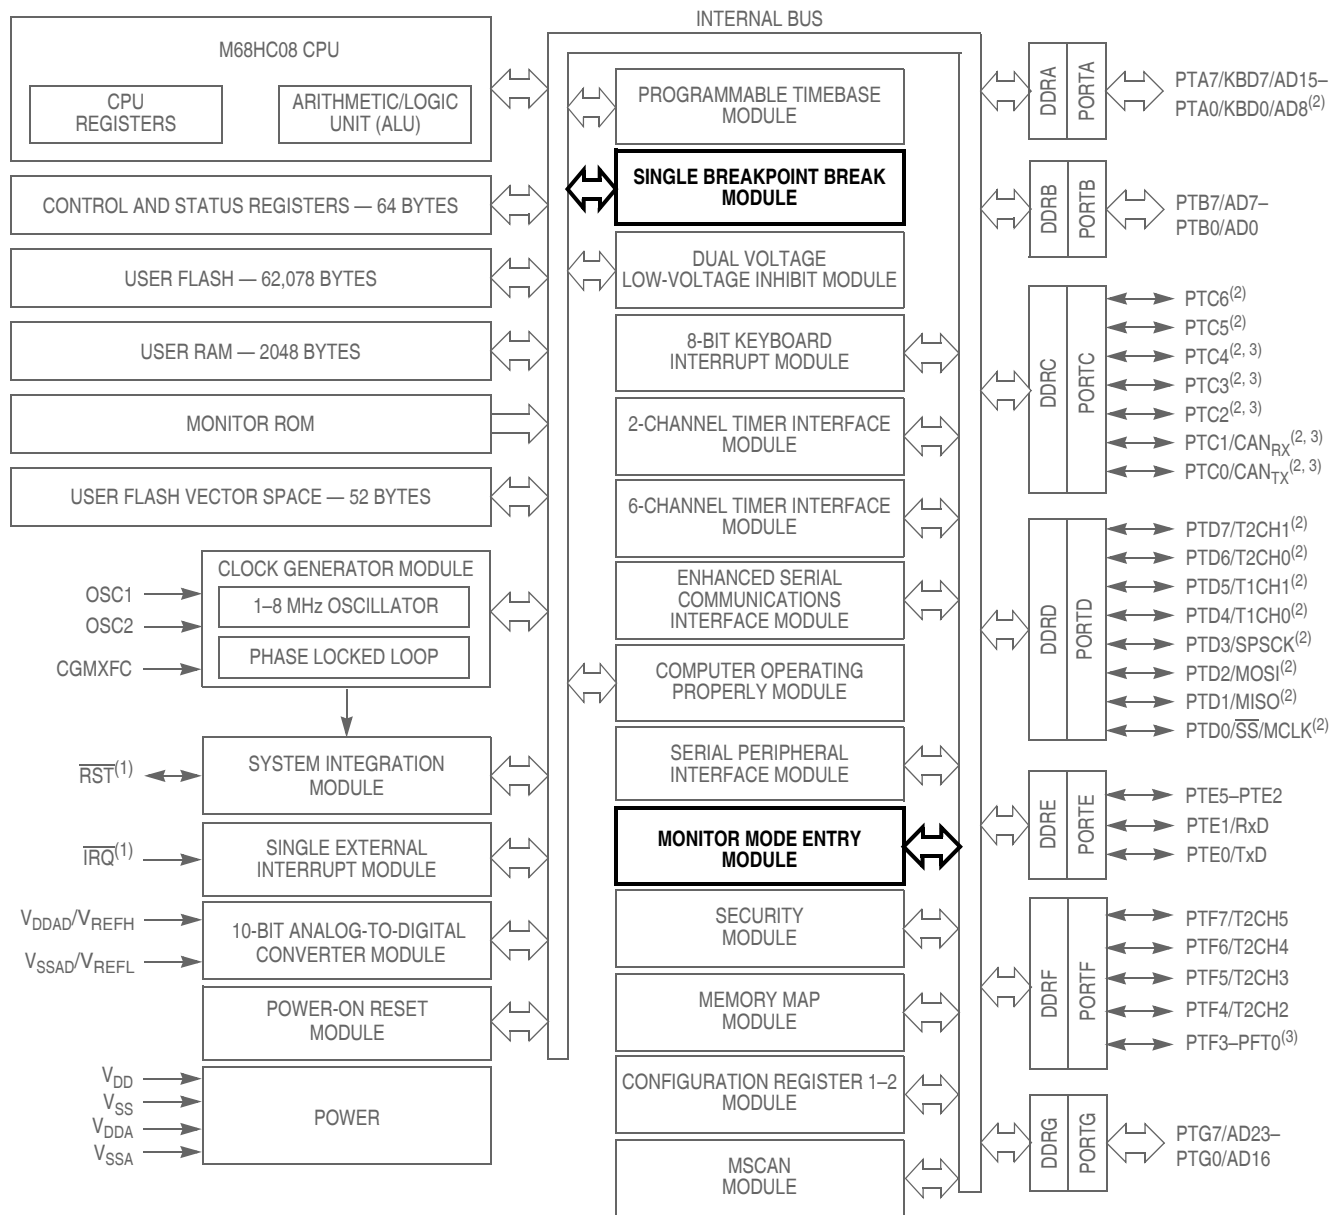 INTERNAL BUS
M68HC08 CPU
CPU
REGISTERS
ARITHMETIC/LOGIC
UNIT (ALU)
CONTROL AND STATUS REGISTERS — 64 BYTES
USER FLASH — 62,078 BYTES
USER RAM — 2048 BYTES
MONITOR ROM
USER FLASH VECTOR SPACE — 52 BYTES
CLOCK GENERATOR MODULE
1–8 MHz OSCILLATOR
PHASE LOCKED LOOP
OSC1
OSC2
CGMXFC
SYSTEM INTEGRATION
MODULE
RST(1)
SINGLE EXTERNAL
INTERRUPT MODULE
IRQ(1)
10-BIT ANALOG-TO-DIGITAL
CONVERTER MODULE
VDDAD/VREFH
VSSAD/VREFL
POWER-ON RESET
MODULE
POWER
VDD
VSS
VDDA
VSSA
PROGRAMMABLE TIMEBASE
MODULE
SINGLE BREAKPOINT BREAK
MODULE
DUAL VOLTAGE
LOW-VOLTAGE INHIBIT MODULE
8-BIT KEYBOARD
INTERRUPT MODULE
2-CHANNEL TIMER INTERFACE
MODULE
6-CHANNEL TIMER INTERFACE
MODULE
ENHANCED SERIAL
COMMUNICATIONS
INTERFACE MODULE
COMPUTER OPERATING
PROPERLY MODULE
SERIAL PERIPHERAL
INTERFACE MODULE
MONITOR MODE ENTRY
MODULE
SECURITY
MODULE
MEMORY MAP
MODULE
CONFIGURATION REGISTER 1–2
MODULE
MSCAN
MODULE
DDRA
PORTA
PTA7/KBD7/AD15–
PTA0/KBD0/AD8(2)
DDRB
PORTB
PTB7/AD7–
PTB0/AD0
DDRC
PORTC
PTC6(2)
PTC5(2)
PTC4(2, 3)
PTC3(2, 3)
PTC2(2, 3)
PTC1/CANRX(2, 3)
PTC0/CANTX(2, 3)
DDRD
PORTD
PTD7/T2CH1(2)
PTD6/T2CH0(2)
PTD5/T1CH1(2)
PTD4/T1CH0(2)
PTD3/SPSCK(2)
PTD2/MOSI(2)
PTD1/MISO(2)
PTD0/SS/MCLK(2)
DDRE
PORTE
PTE5–PTE2
PTE1/RxD
PTE0/TxD
DDRF
PORTF
PTF7/T2CH5
PTF6/T2CH4
PTF5/T2CH3
PTF4/T2CH2
PTF3–PFT0(3)
DDRG
PORTG
PTG7/AD23–
PTG0/AD16